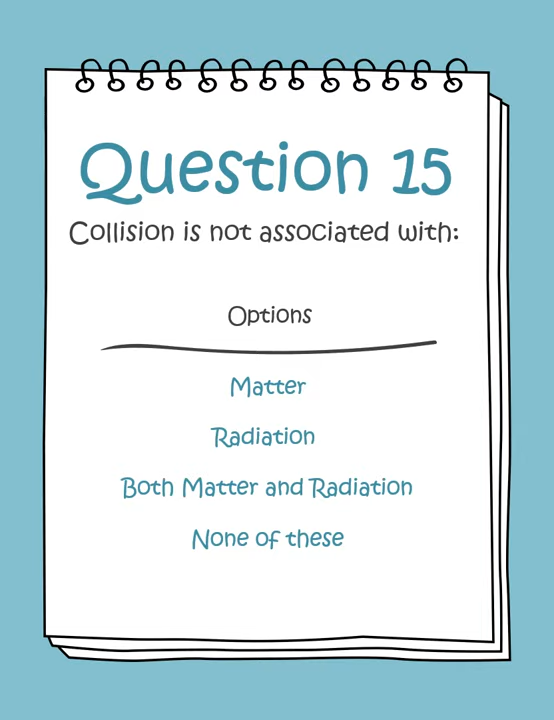 Question 15
Collision is not associated with:
Options
Matter
Radiation
Both Matter and Radiation
None of these